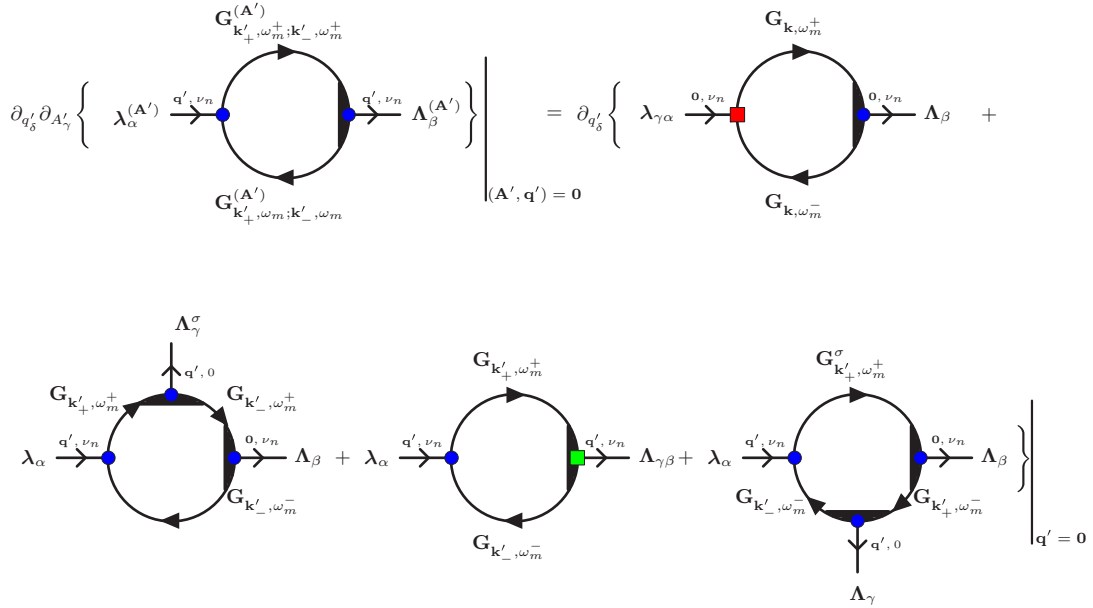 G^{(A′)}_{k′_+,ω_m^+;k′_-,ω_m^+} G_{k,ω_m^+}
∂_{q′_δ}∂_{A′_γ}{ λ_α^{(A′)} q′, ν_n q′, ν_n Λ_β^{(A′)} } = ∂_{q′_δ}{ λ_{γα} 0, ν_n 0, ν_n Λ_β +
G^{(A′)}_{k′_+,ω_m;k′_-,ω_m} (A′, q′) = 0 G_{k,ω_m^-}
Λ_γ^σ
q′, 0
G_{k′_+,ω_m^+} G_{k′_-,ω_m^+} G_{k′_+,ω_m^+} G^σ_{k′_+,ω_m^+}
λ_α q′, ν_n 0, ν_n Λ_β + λ_α q′, ν_n q′, ν_n Λ_{γβ} + λ_α q′, ν_n 0, ν_n Λ_β }
G_{k′_-,ω_m^-} G_{k′_-,ω_m^-} G_{k′_-,ω_m^-} G_{k′_+,ω_m^-}
q′, 0 q′ = 0
Λ_γ